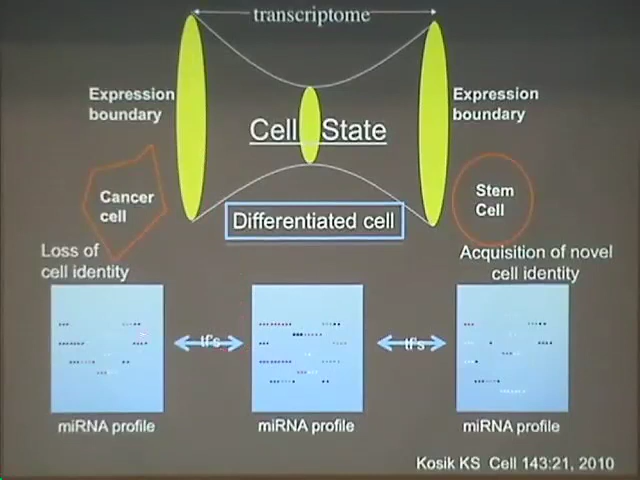 transcriptome
Expression
boundary
Expression
boundary
Cell State
Cancer
cell
Stem
Cell
Differentiated cell
Loss of
cell identity
Acquisition of novel
cell identity
tf's
tf's
miRNA profile
miRNA profile
miRNA profile
Kosik KS Cell 143:21, 2010